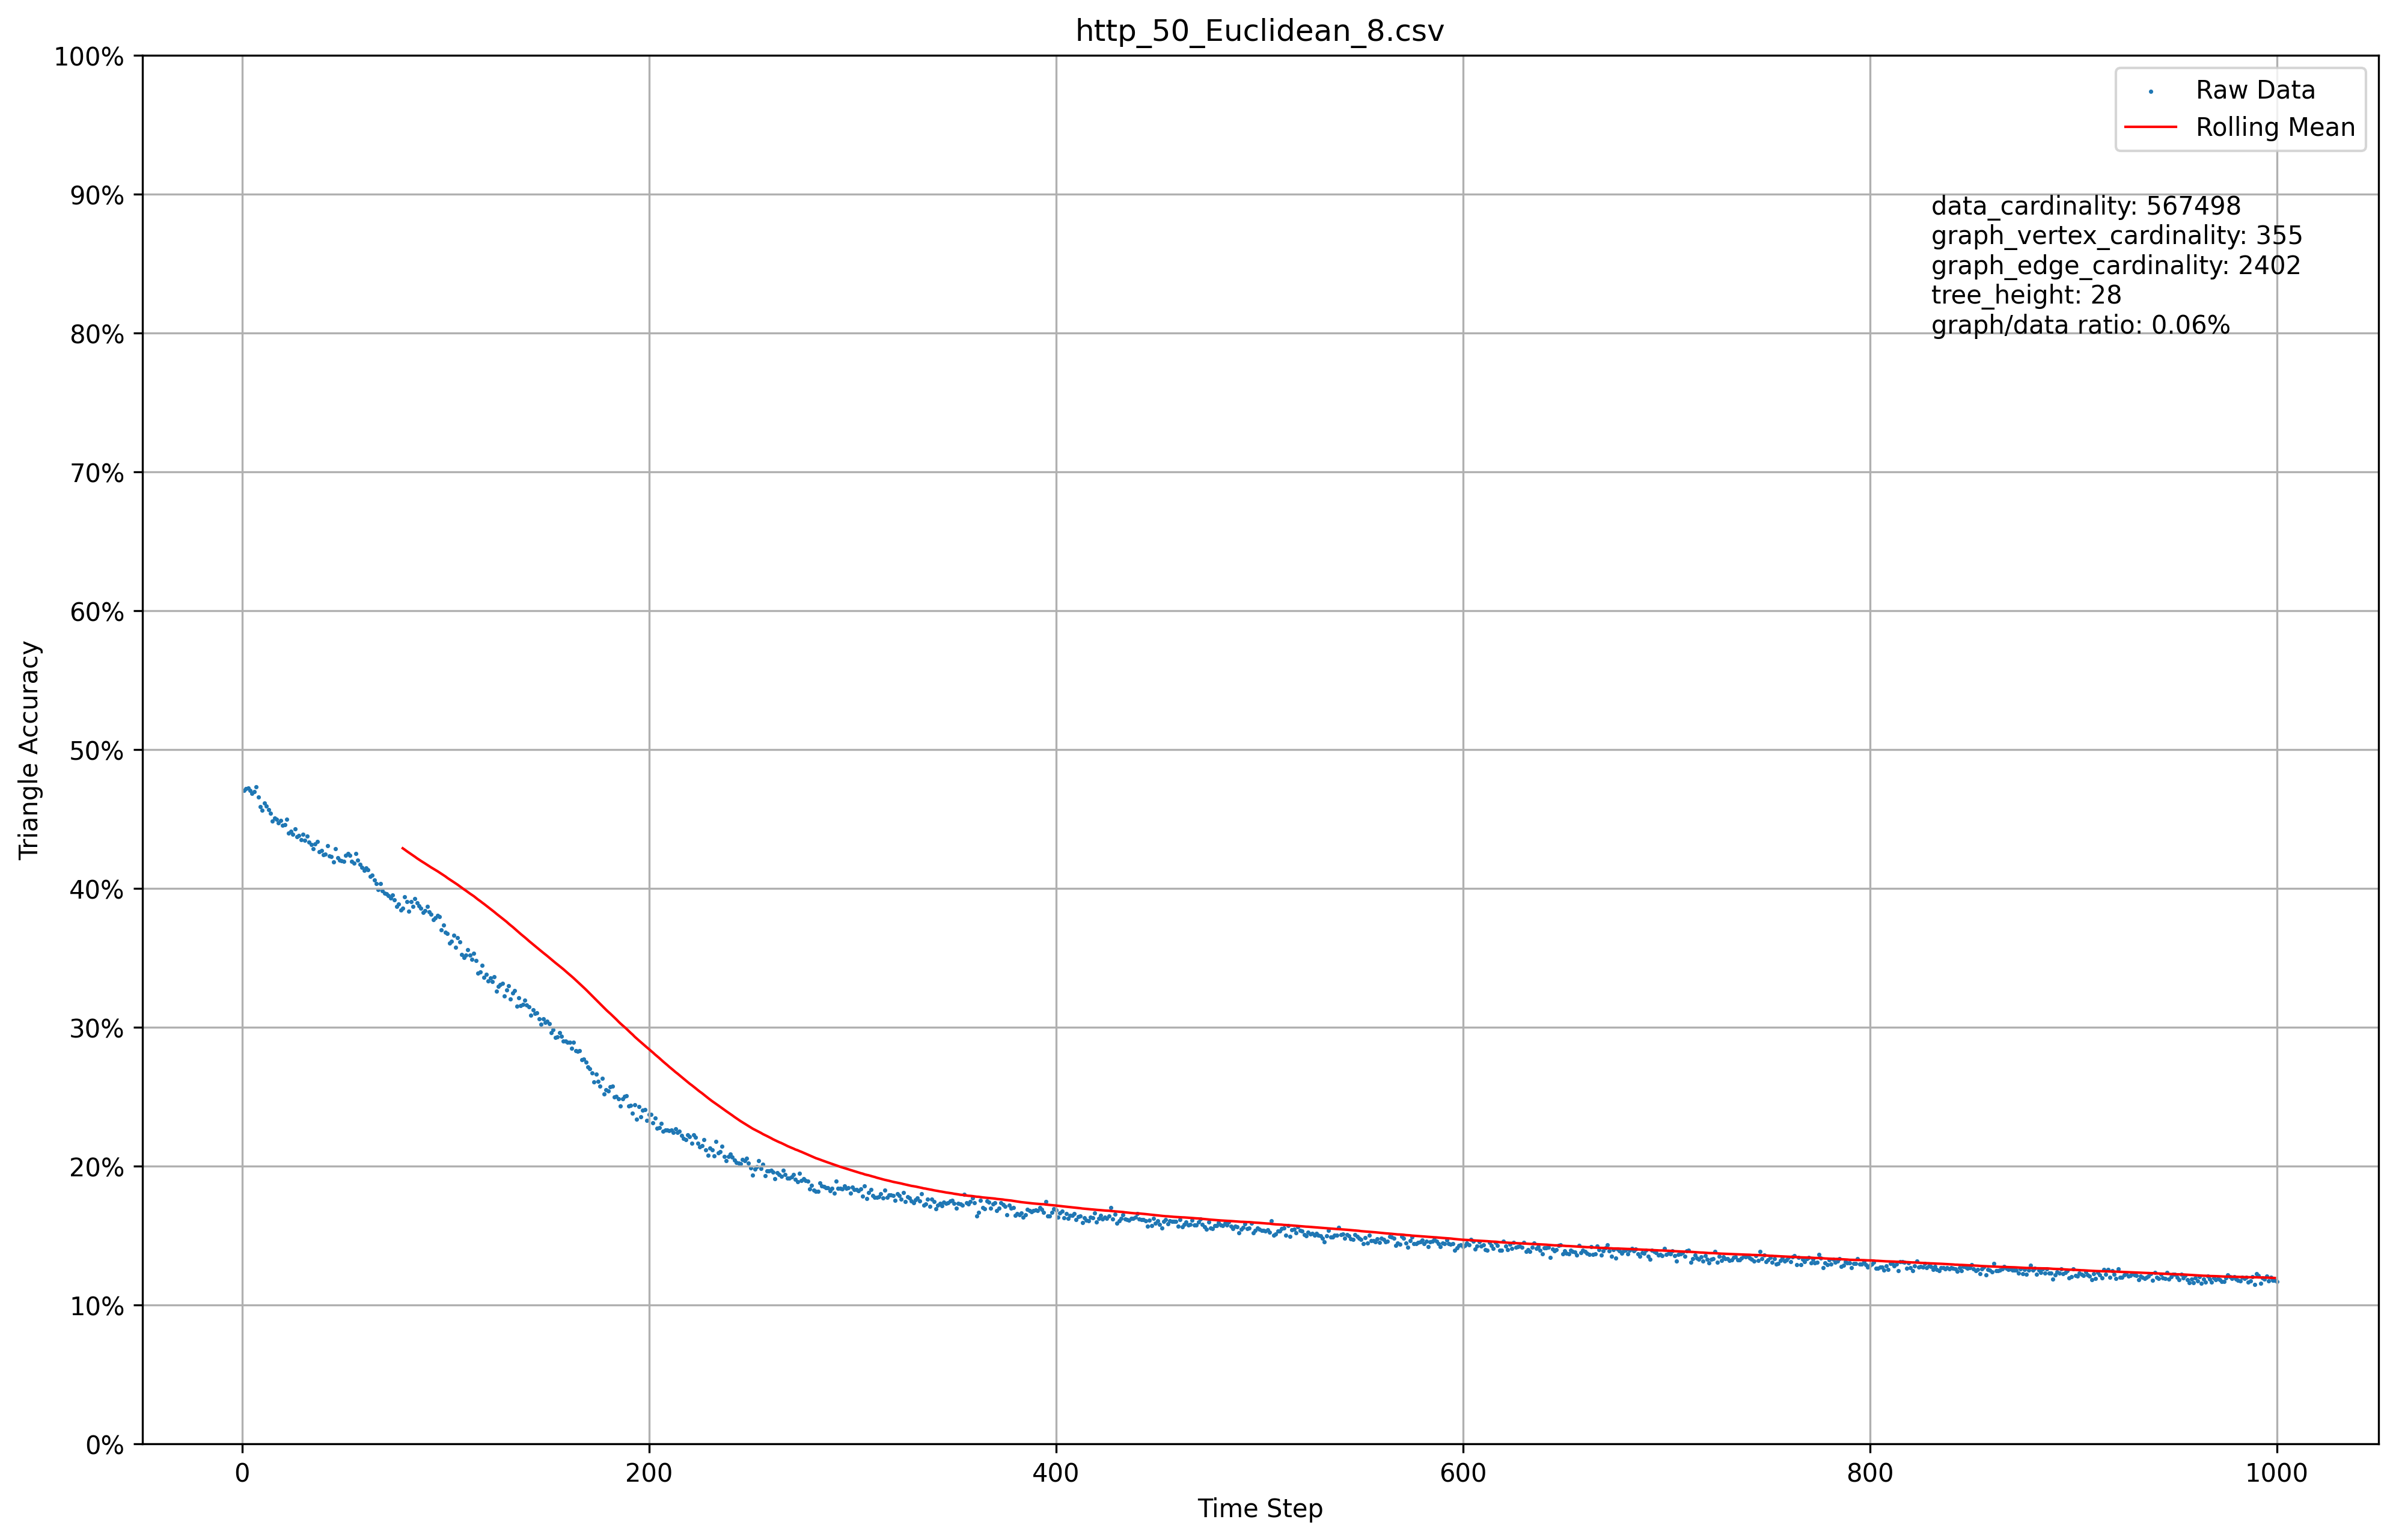 http_50_Euclidean_8.csv
100%
90%
80%
70%
60%
50%
40%
30%
20%
10%
0%
Triangle Accuracy
Raw Data
Rolling Mean
data_cardinality: 567498
graph_vertex_cardinality: 355
graph_edge_cardinality: 2402
tree_height: 28
graph/data ratio: 0.06%
0 200 400 600 800 1000
Time Step